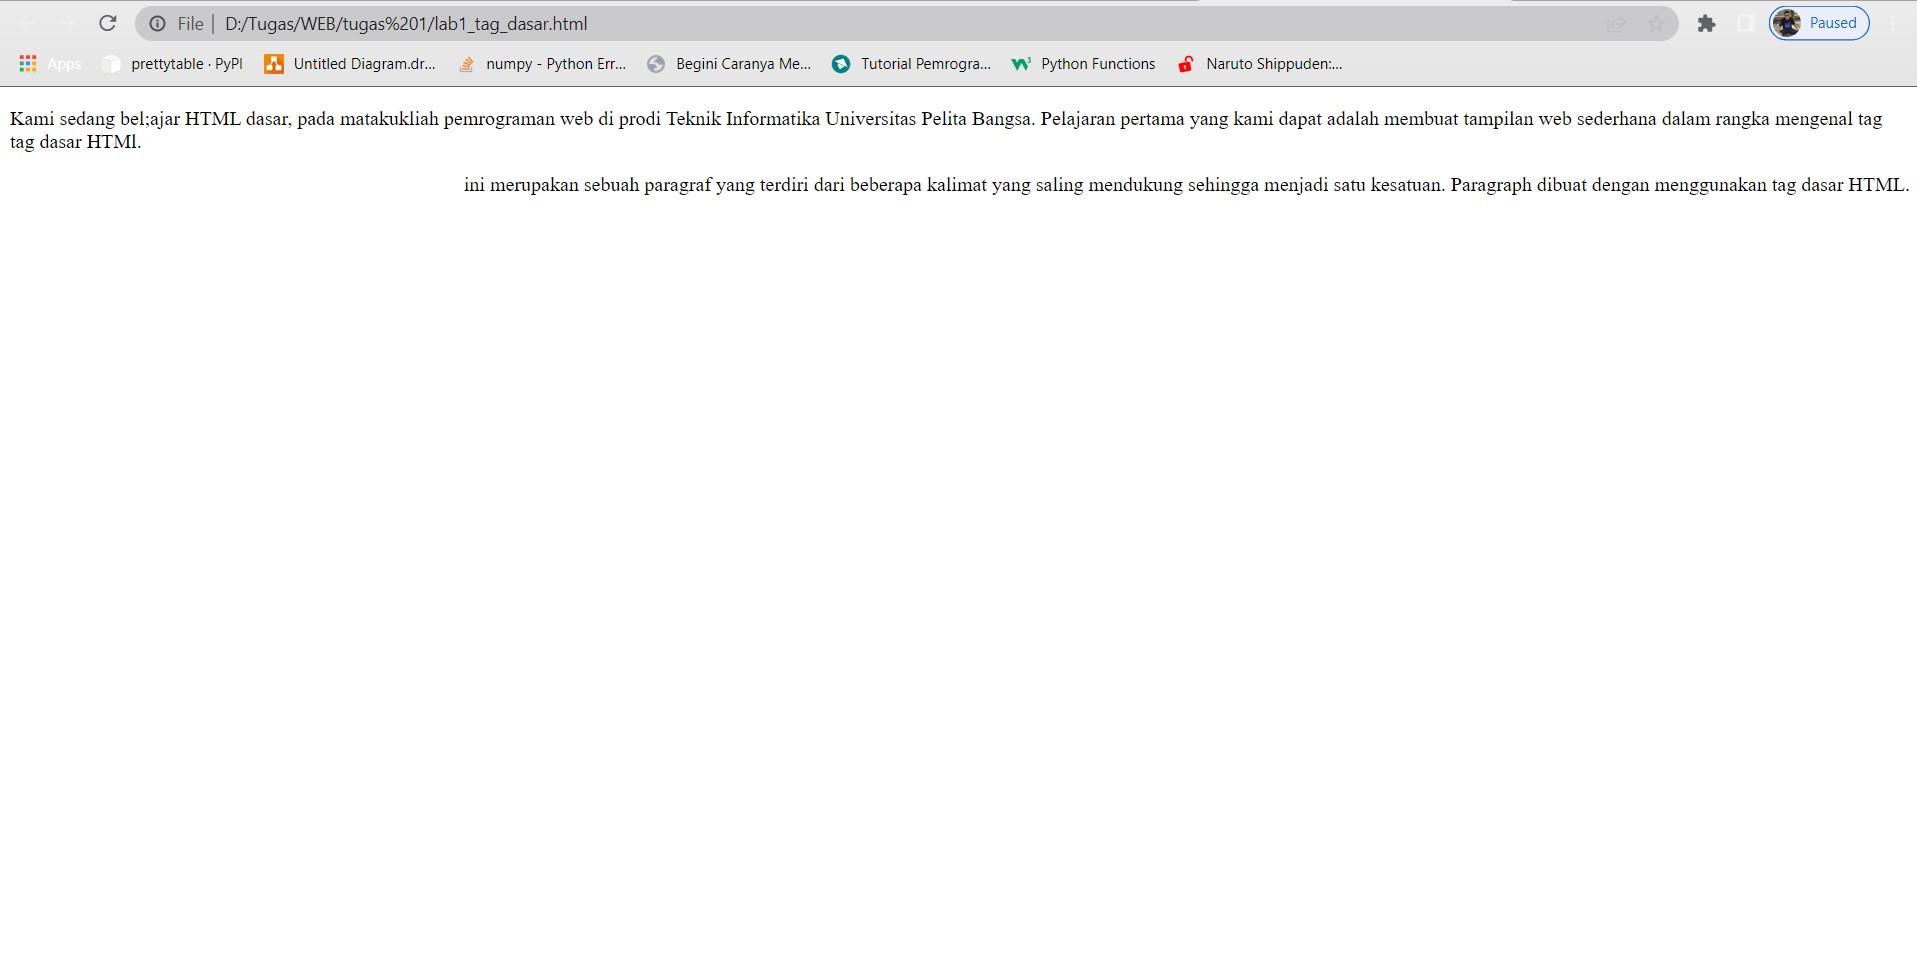 File | D:/Tugas/WEB/tugas%201/lab1_tag_dasar.html Paused
Apps prettytable · PyPI Untitled Diagram.dr... numpy - Python Err... Begini Caranya Me... Tutorial Pemrogra... Python Functions Naruto Shippuden:...
Kami sedang bel;ajar HTML dasar, pada matakukliah pemrograman web di prodi Teknik Informatika Universitas Pelita Bangsa. Pelajaran pertama yang kami dapat adalah membuat tampilan web sederhana dalam rangka mengenal tag
tag dasar HTMl.
ini merupakan sebuah paragraf yang terdiri dari beberapa kalimat yang saling mendukung sehingga menjadi satu kesatuan. Paragraph dibuat dengan menggunakan tag dasar HTML.